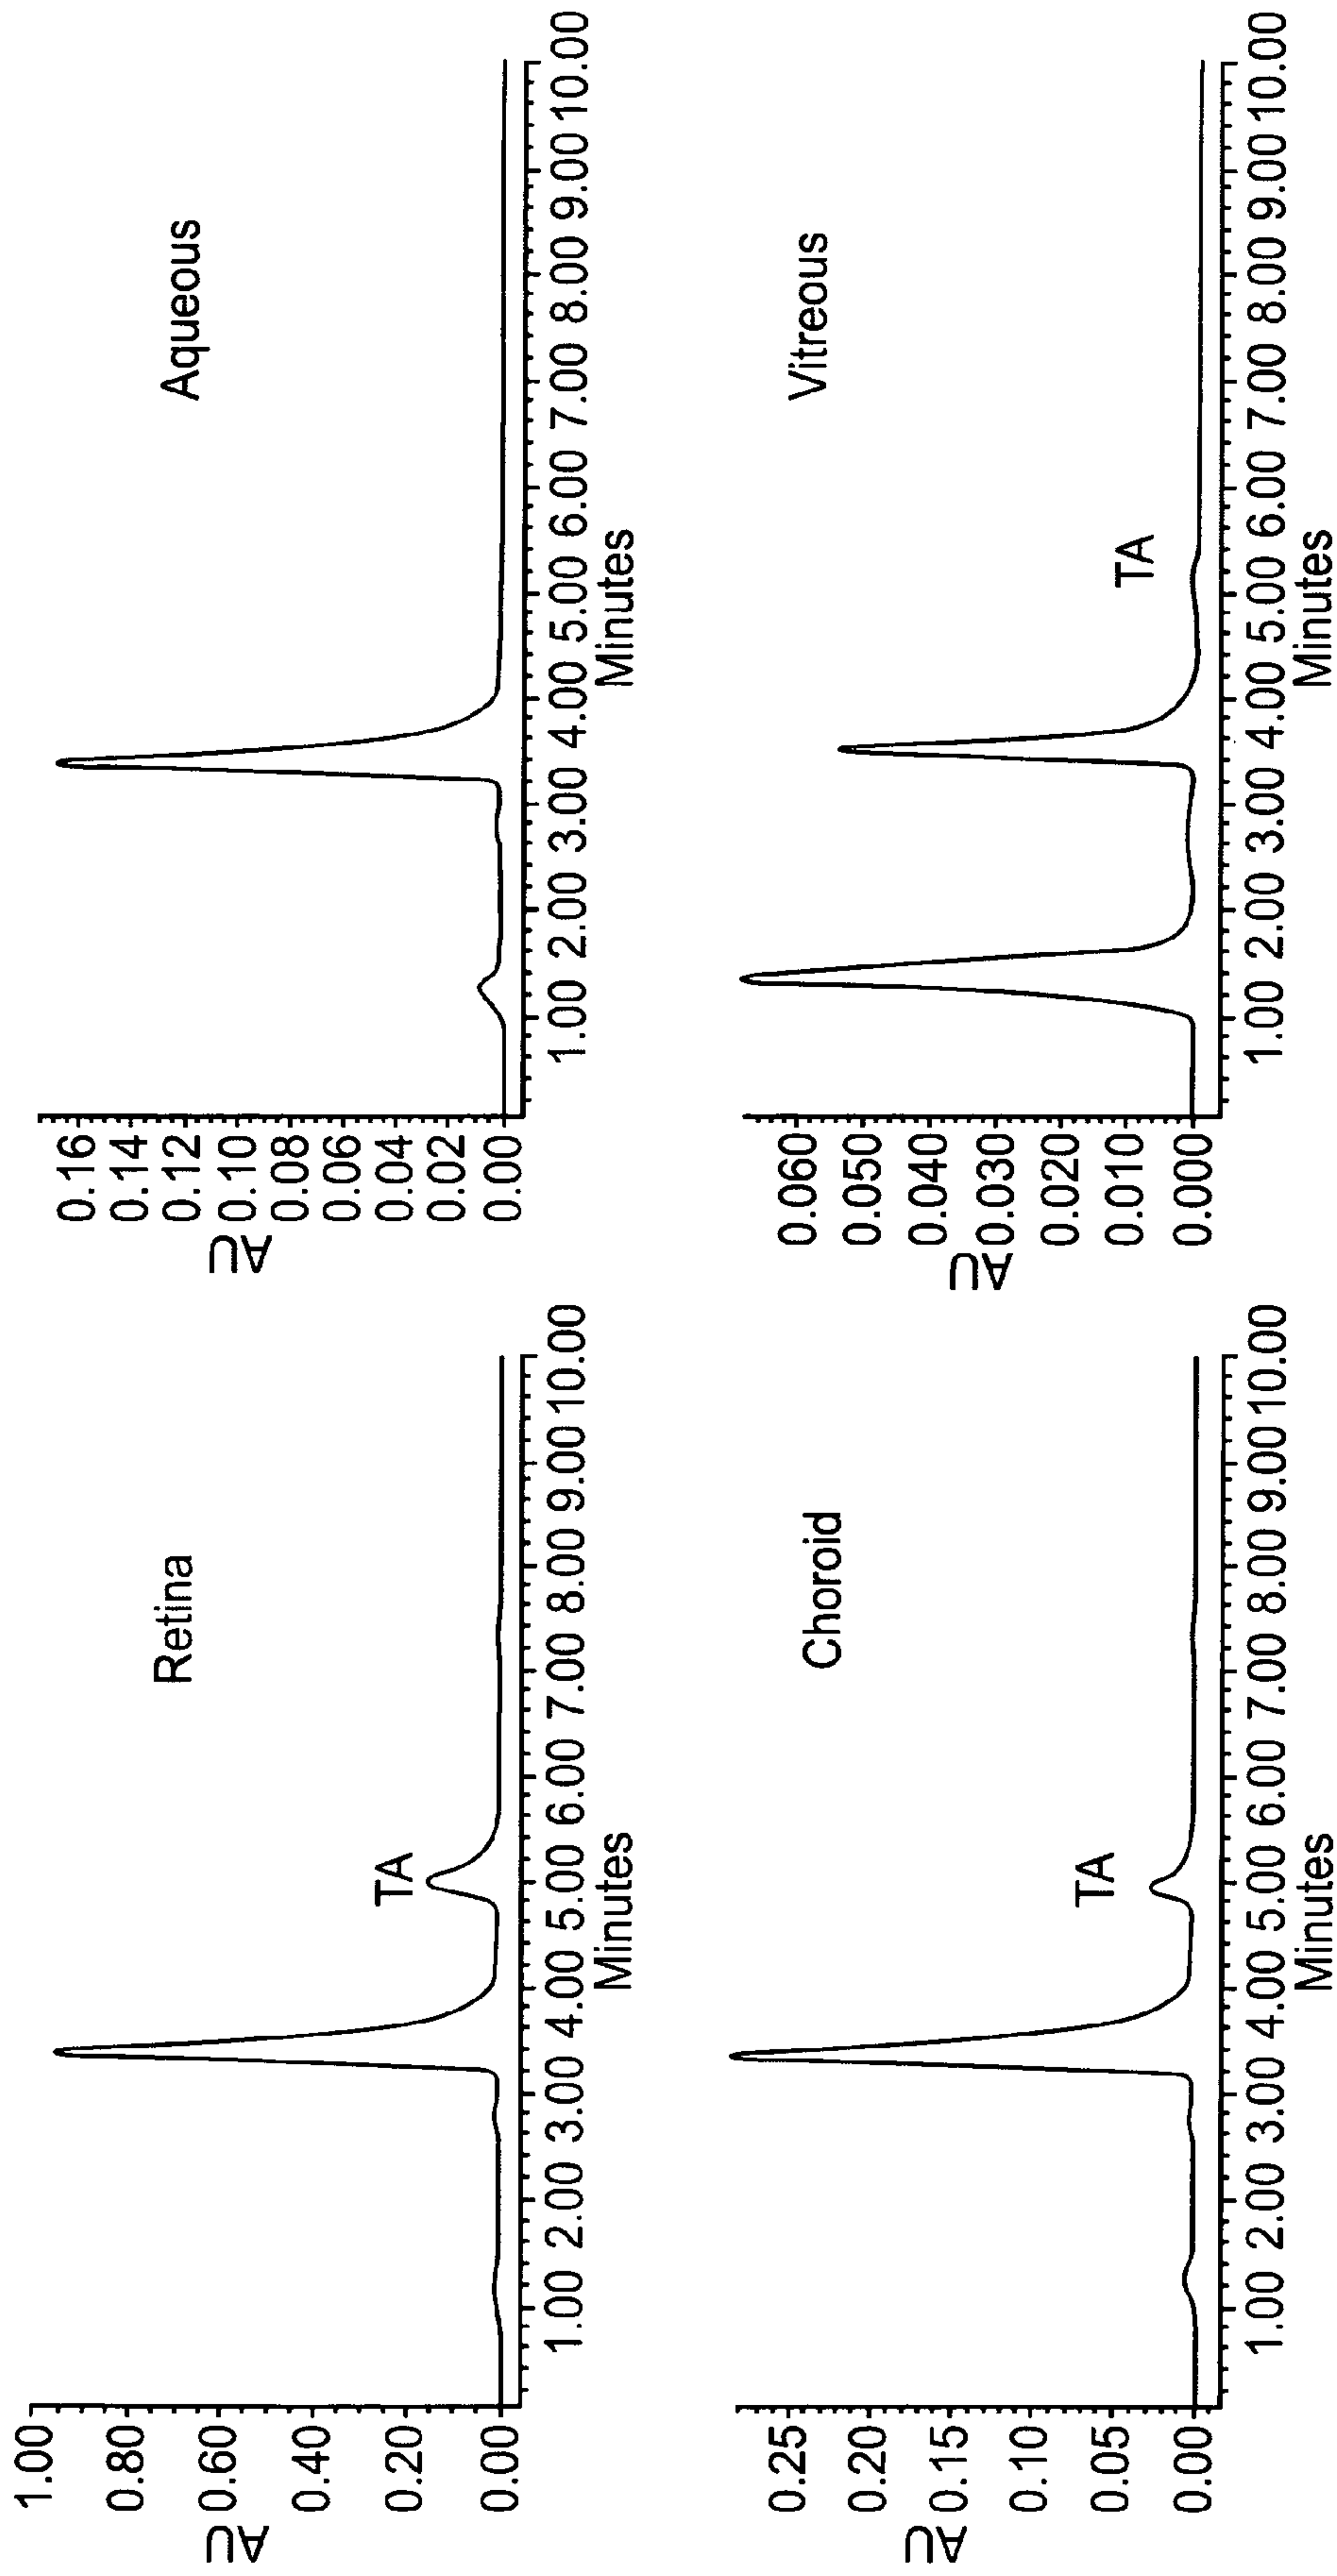 Retina
AU
1.00
0.80
0.60
0.40
0.20
0.00
TA
1.00 2.00 3.00 4.00 5.00 6.00 7.00 8.00 9.00 10.00
Minutes
Choroid
AU
0.25
0.20
0.15
0.10
0.05
0.00
TA
1.00 2.00 3.00 4.00 5.00 6.00 7.00 8.00 9.00 10.00
Minutes
Aqueous
AU
0.16
0.14
0.12
0.10
0.08
0.06
0.04
0.02
0.00
1.00 2.00 3.00 4.00 5.00 6.00 7.00 8.00 9.00 10.00
Minutes
Vitreous
AU
0.060
0.050
0.040
0.030
0.020
0.010
0.000
TA
1.00 2.00 3.00 4.00 5.00 6.00 7.00 8.00 9.00 10.00
Minutes